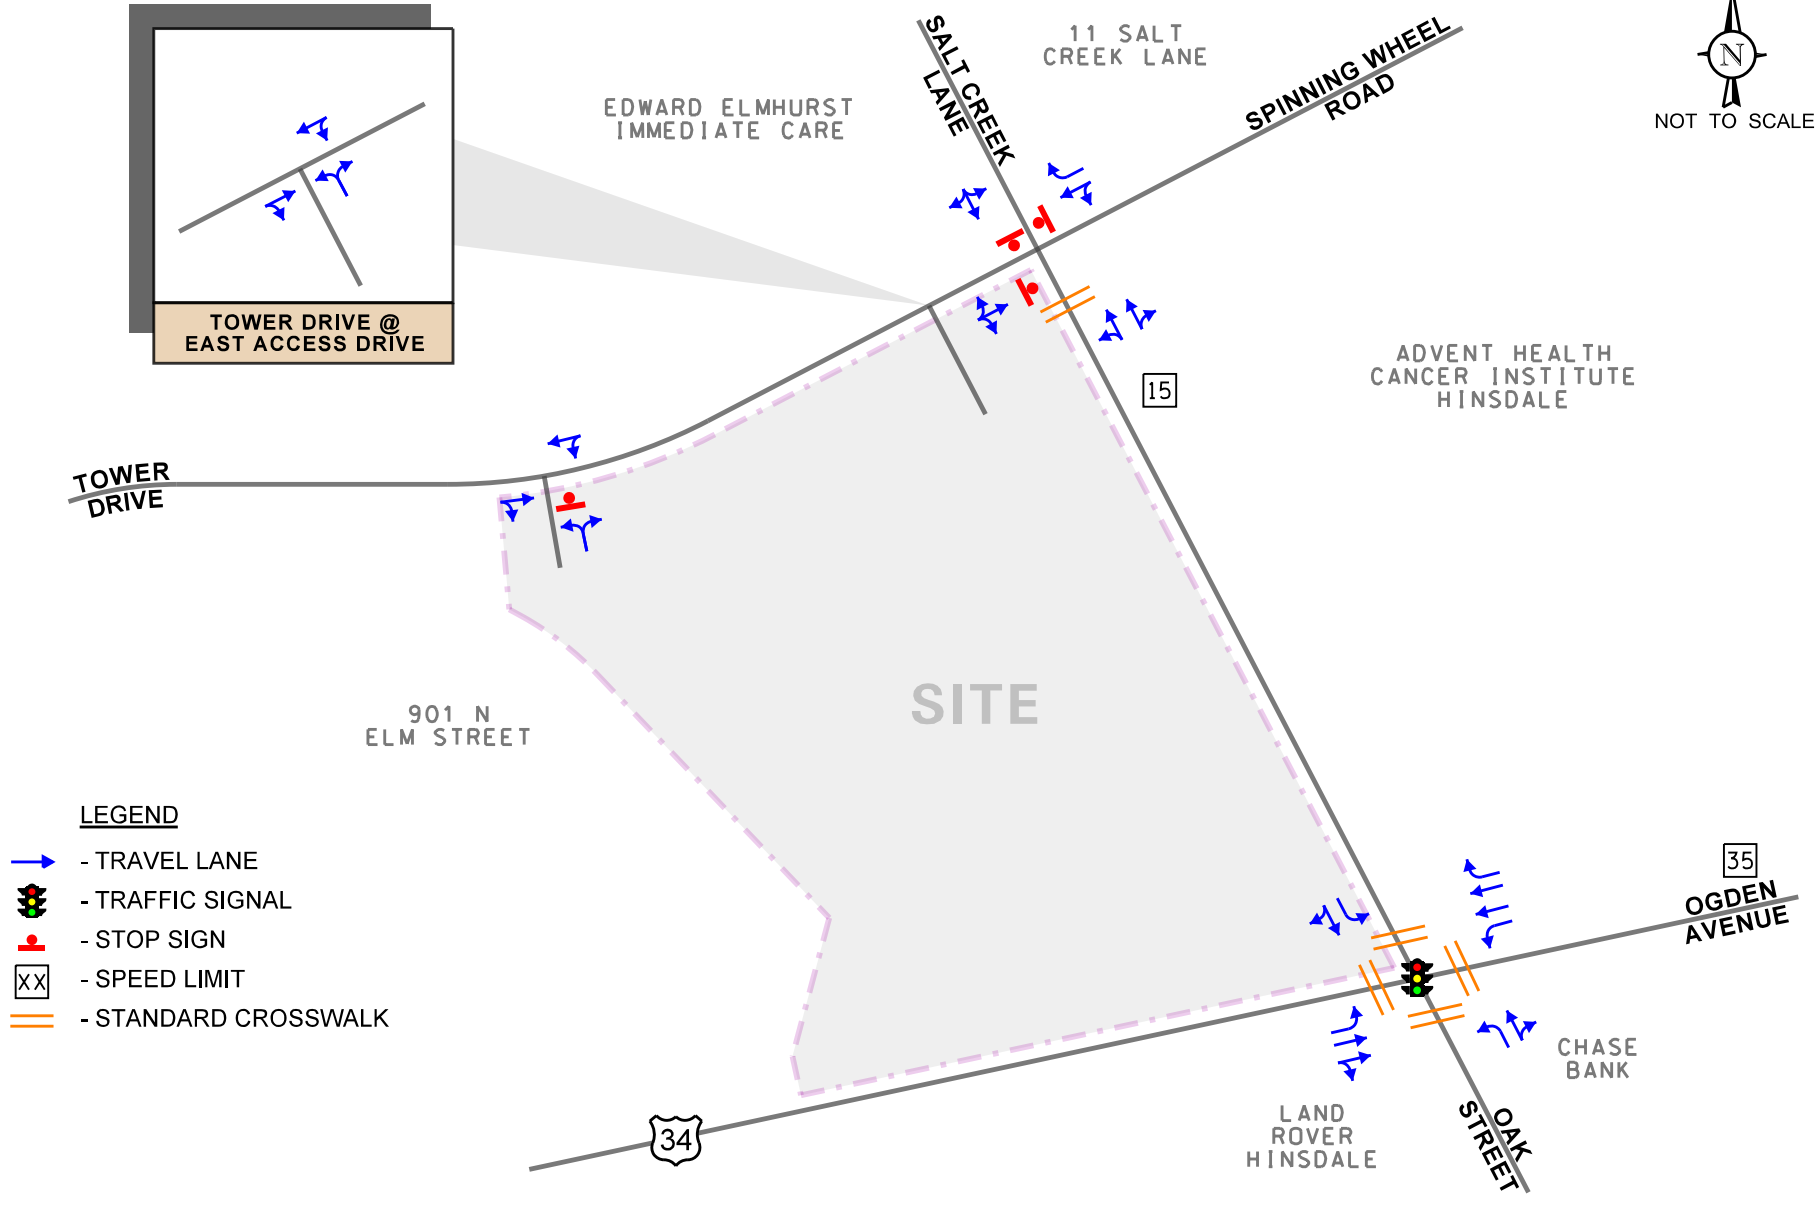 SALT CREEK
LANE
11 SALT
CREEK LANE
SPINNING WHEEL
ROAD
N
NOT TO SCALE
EDWARD ELMHURST
IMMEDIATE CARE
TOWER DRIVE @
EAST ACCESS DRIVE
ADVENT HEALTH
CANCER INSTITUTE
HINSDALE
15
TOWER
DRIVE
SITE
901 N
ELM STREET
LEGEND
- TRAVEL LANE
- TRAFFIC SIGNAL
- STOP SIGN
XX - SPEED LIMIT
- STANDARD CROSSWALK
35
OGDEN
AVENUE
CHASE
BANK
34
LAND
ROVER
HINSDALE
OAK
STREET